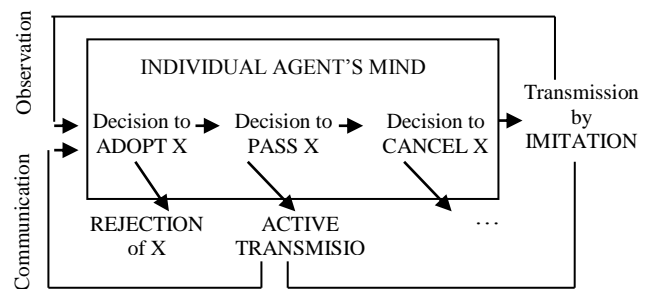 Observation
Communication
INDIVIDUAL AGENT'S MIND
Decision to
ADOPT X
Decision to
PASS X
Decision to
CANCEL X
Transmission
by
IMITATION
REJECTION
of X
ACTIVE
TRANSMISIO
...